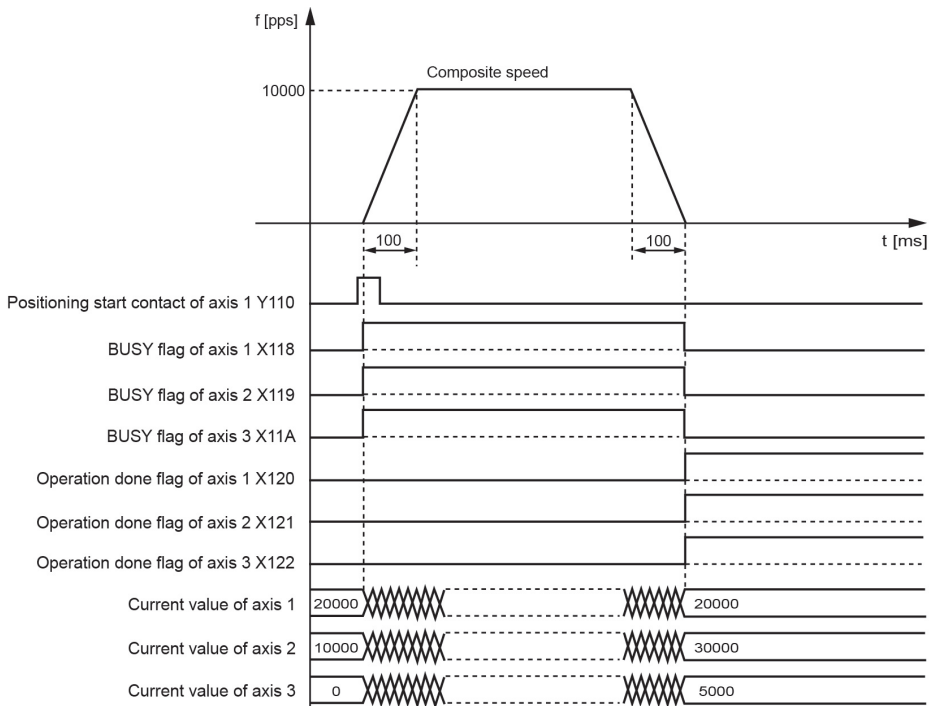 f [pps]
Composite speed
10000
t [ms]
100
100
Positioning start contact of axis 1 Y110
BUSY flag of axis 1 X118
BUSY flag of axis 2 X119
BUSY flag of axis 3 X11A
Operation done flag of axis 1 X120
Operation done flag of axis 2 X121
Operation done flag of axis 3 X122
Current value of axis 1 20000 20000
Current value of axis 2 10000 30000
Current value of axis 3 0 5000